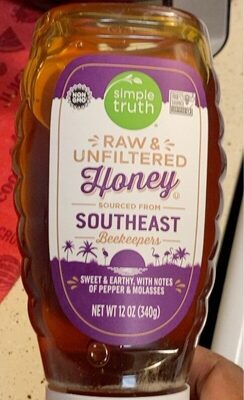 simple
truth™
NON
GMO
RAW &
UNFILTERED
Honey
SOURCED FROM
SOUTHEAST
Beekeepers
SWEET & EARTHY, WITH NOTES
OF PEPPER & MOLASSES
NET WT 12 OZ (340g)